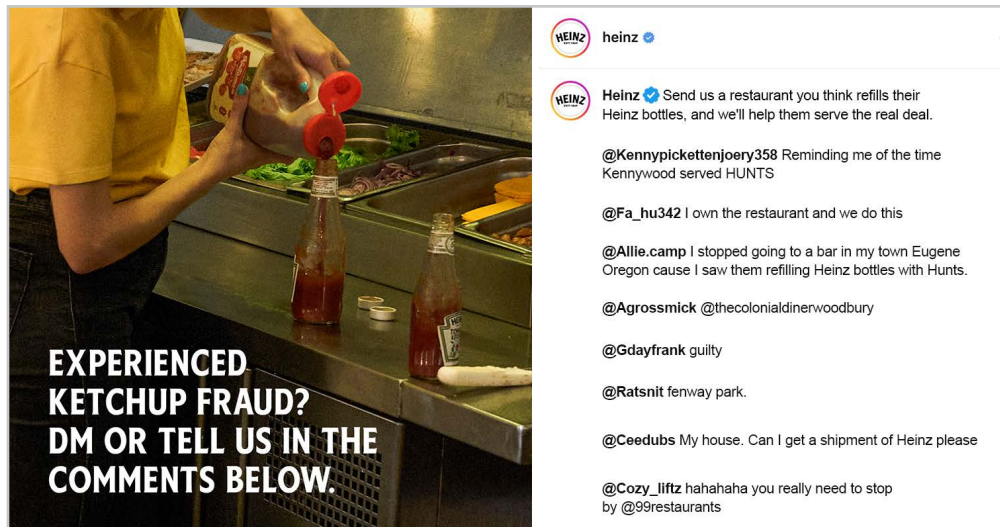 EXPERIENCED
KETCHUP FRAUD?
DM OR TELL US IN THE
COMMENTS BELOW.
HEINZ
heinz
HEINZ
Heinz Send us a restaurant you think refills their
Heinz bottles, and we'll help them serve the real deal.
@Kennypickettenjoery358 Reminding me of the time
Kennywood served HUNTS
@Fa_hu342 I own the restaurant and we do this
@Allie.camp I stopped going to a bar in my town Eugene
Oregon cause I saw them refilling Heinz bottles with Hunts.
@Agrossmick @thecolonialdinerwoodbury
@Gdayfrank guilty
@Ratsnit fenway park.
@Ceedubs My house. Can I get a shipment of Heinz please
@Cozy_liftz hahahaha you really need to stop
by @99restaurants